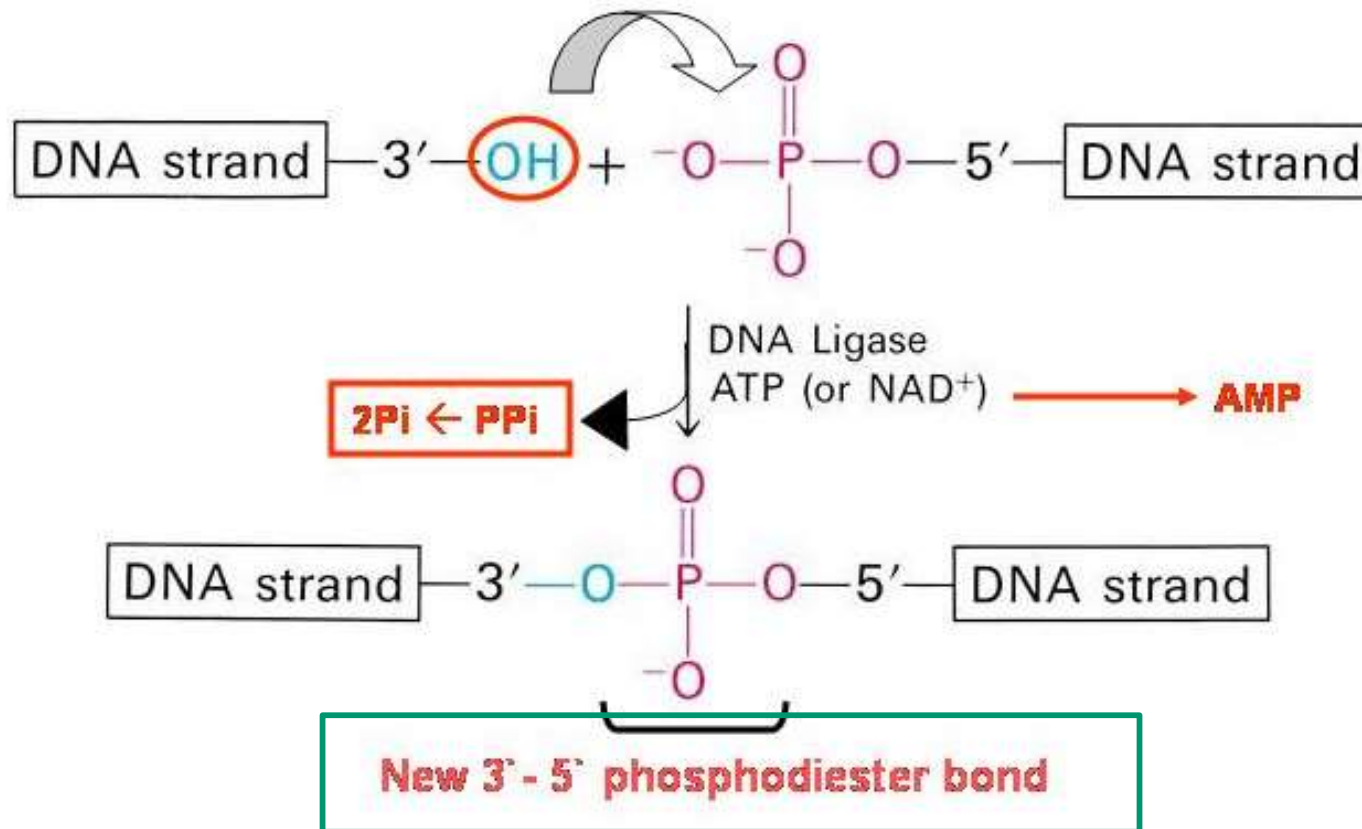 O
DNA strand 3′ OH + ⁻O P O 5′ DNA strand
⁻O
DNA Ligase
ATP (or NAD⁺) AMP
2Pi ← PPi
O
DNA strand 3′ O P O 5′ DNA strand
⁻O
New 3` - 5` phosphodiester bond